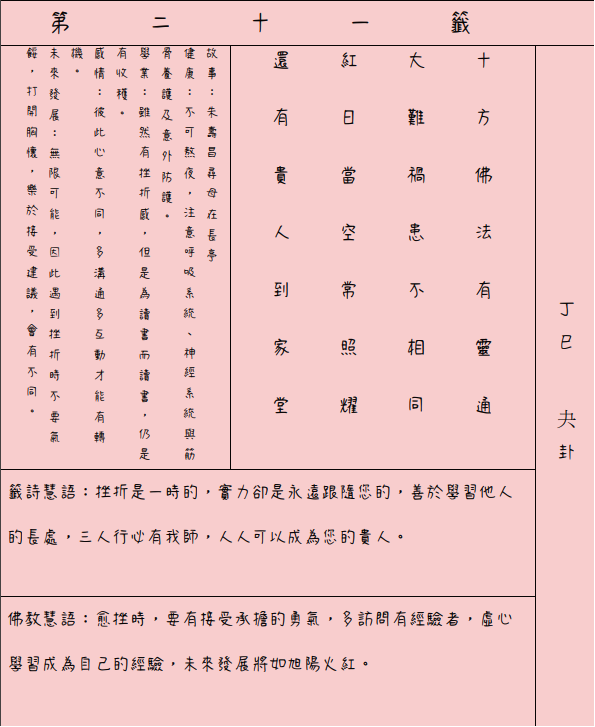 第二十一籤
丁巳 夬卦
十方佛法有靈通
大難禍患不相同
紅日當空常照耀
還有貴人到家堂
故事：朱壽昌尋母在長亭
健康：不可熬夜，注意呼吸系統、神經系統與筋
骨養護及意外防護。
學業：雖然有挫折感，但是為讀書而讀書，仍是
有收穫。
感情：彼此心意不同，多溝通多互動才能有轉
機。
未來發展：無限可能，因此遇到挫折時不要氣
餒，打開胸懷，樂於接受建議，會有不同。
籤詩慧語：挫折是一時的，實力卻是永遠跟隨您的，善於學習他人
的長處，三人行必有我師，人人可以成為您的貴人。
佛教慧語：愈挫時，要有接受承擔的勇氣，多訪問有經驗者，虛心
學習成為自己的經驗，未來發展將如旭陽火紅。